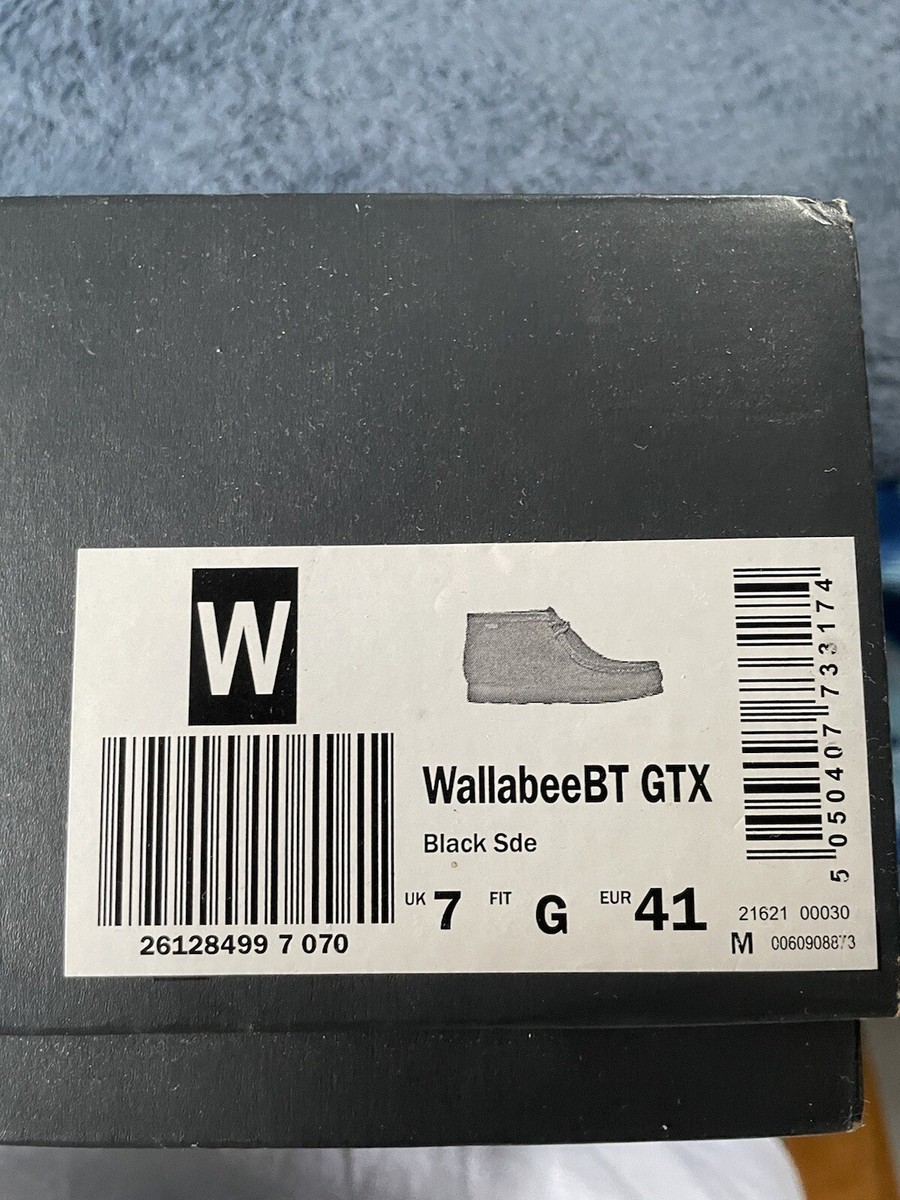 W
26128499 7 070
WallabeeBT GTX
Black Sde
UK 7 FIT G EUR 41
5 050407 733174
21621 00030
M 0060908873